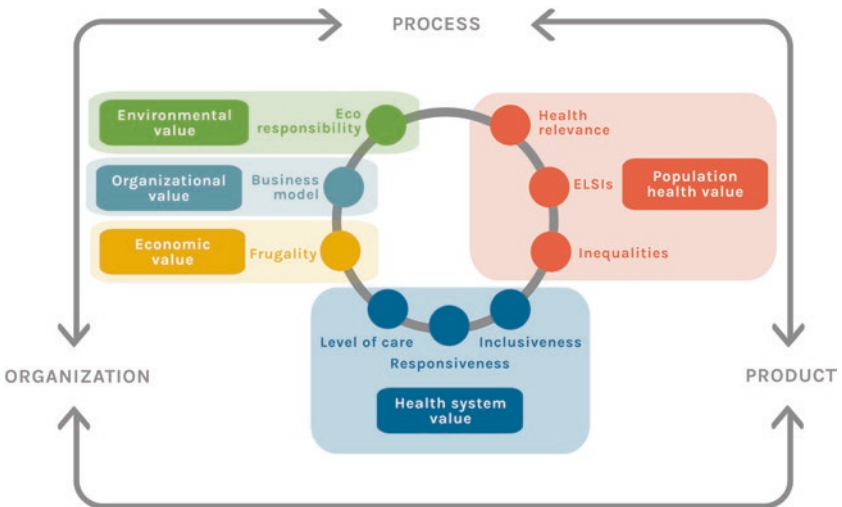 PROCESS
Environmental
value
Eco
responsibility
Health
relevance
Organizational
value
Business
model
ELSIs
Population
health value
Economic
value
Frugality
Inequalities
Level of care
Inclusiveness
Responsiveness
ORGANIZATION
PRODUCT
Health system
value